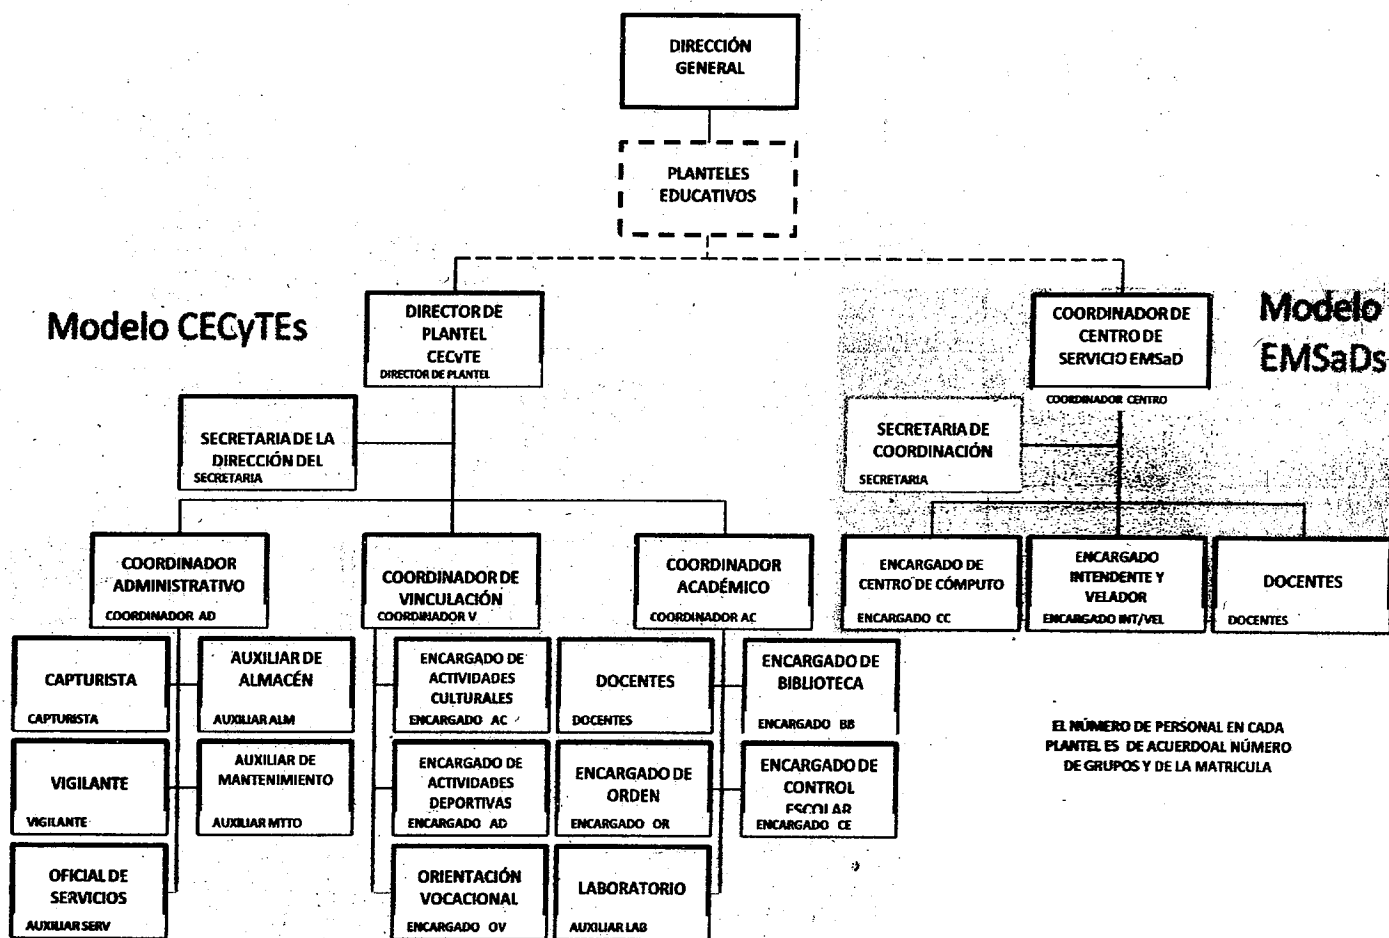 DIRECCIÓN
GENERAL
PLANTELES
EDUCATIVOS
Modelo CECyTEs
DIRECTOR DE
PLANTEL
CECyTE
DIRECTOR DE PLANTEL
COORDINADOR DE
CENTRO DE
SERVICIO EMSaD
COORDINADOR CENTRO
Modelo
EMSaDs
SECRETARIA DE LA
DIRECCIÓN DEL
SECRETARIA
SECRETARIA DE
COORDINACIÓN
SECRETARIA
COORDINADOR
ADMINISTRATIVO
COORDINADOR AD
COORDINADOR DE
VINCULACIÓN
COORDINADOR V
COORDINADOR
ACADÉMICO
COORDINADOR AC
ENCARGADO DE
CENTRO DE CÓMPUTO
ENCARGADO CC
ENCARGADO
INTENDENTE Y
VELADOR
ENCARGADO INT/VEL
DOCENTES
DOCENTES
CAPTURISTA
CAPTURISTA
AUXILIAR DE
ALMACÉN
AUXILIAR ALM
ENCARGADO DE
ACTIVIDADES
CULTURALES
ENCARGADO AC
DOCENTES
DOCENTES
ENCARGADO DE
BIBLIOTECA
ENCARGADO BB
VIGILANTE
VIGILANTE
AUXILIAR DE
MANTENIMIENTO
AUXILIAR MTTO
ENCARGADO DE
ACTIVIDADES
DEPORTIVAS
ENCARGADO AD
ENCARGADO DE
ORDEN
ENCARGADO OR
ENCARGADO DE
CONTROL
ESCOLAR
ENCARGADO CE
OFICIAL DE
SERVICIOS
AUXILIAR SERV
ORIENTACIÓN
VOCACIONAL
ENCARGADO OV
LABORATORIO
AUXILIAR LAB
EL NÚMERO DE PERSONAL EN CADA
PLANTEL ES DE ACUERDOAL NÚMERO
DE GRUPOS Y DE LA MATRICULA